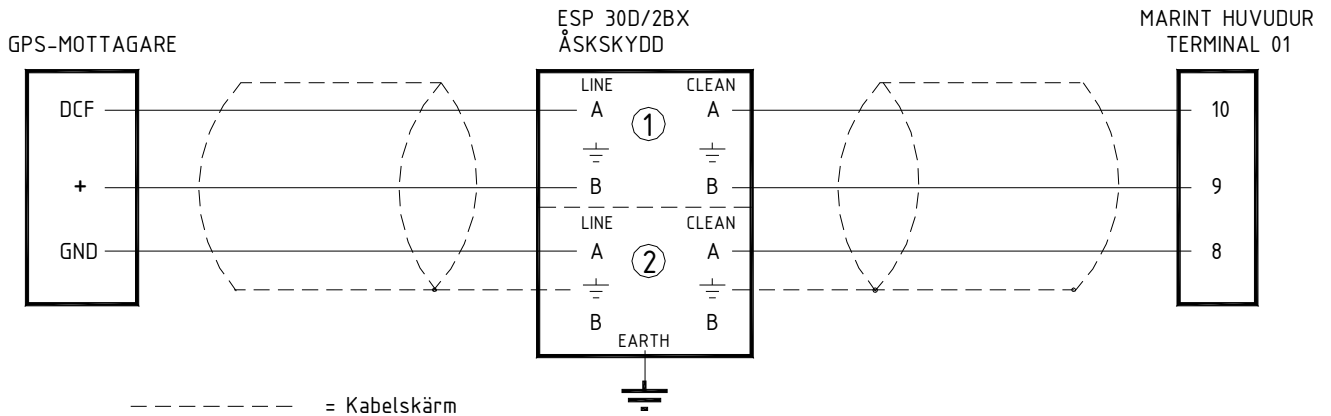 ESP 30D/2BX
ÅSKSKYDD
MARINT HUVUDUR
TERMINAL 01
GPS-MOTTAGARE
LINE CLEAN
DCF A 1 A 10
+ B B 9
LINE CLEAN
GND A 2 A 8
B B
EARTH
= Kabelskärm